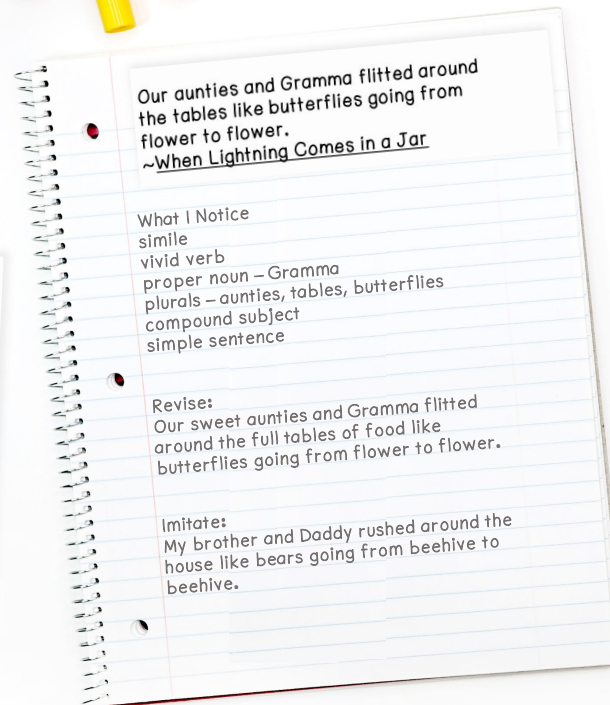 Our aunties and Gramma flitted around
the tables like butterflies going from
flower to flower.
~When Lightning Comes in a Jar
What I Notice
simile
vivid verb
proper noun – Gramma
plurals – aunties, tables, butterflies
compound subject
simple sentence
Revise:
Our sweet aunties and Gramma flitted
around the full tables of food like
butterflies going from flower to flower.
Imitate:
My brother and Daddy rushed around the
house like bears going from beehive to
beehive.